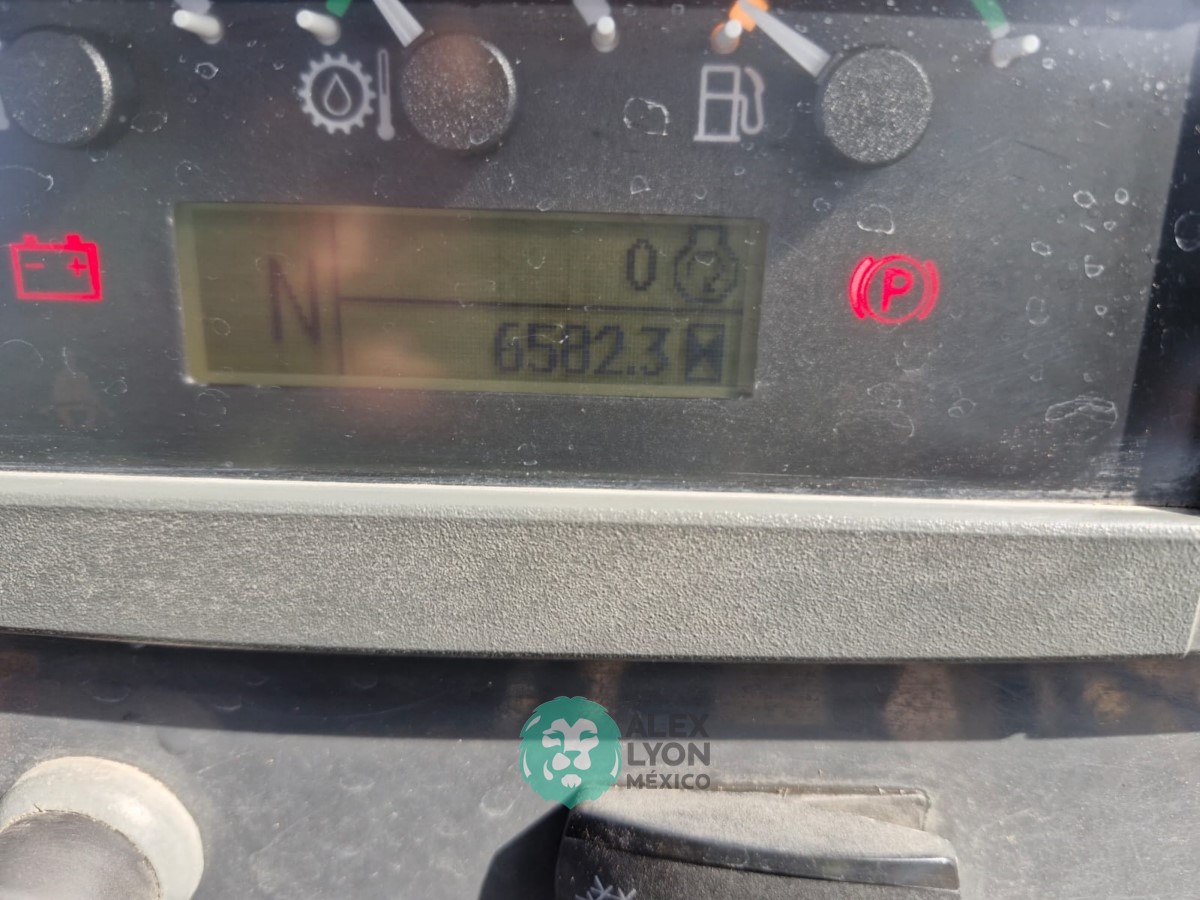 N
0
6582.3
P
ALEX
LYON
MÉXICO